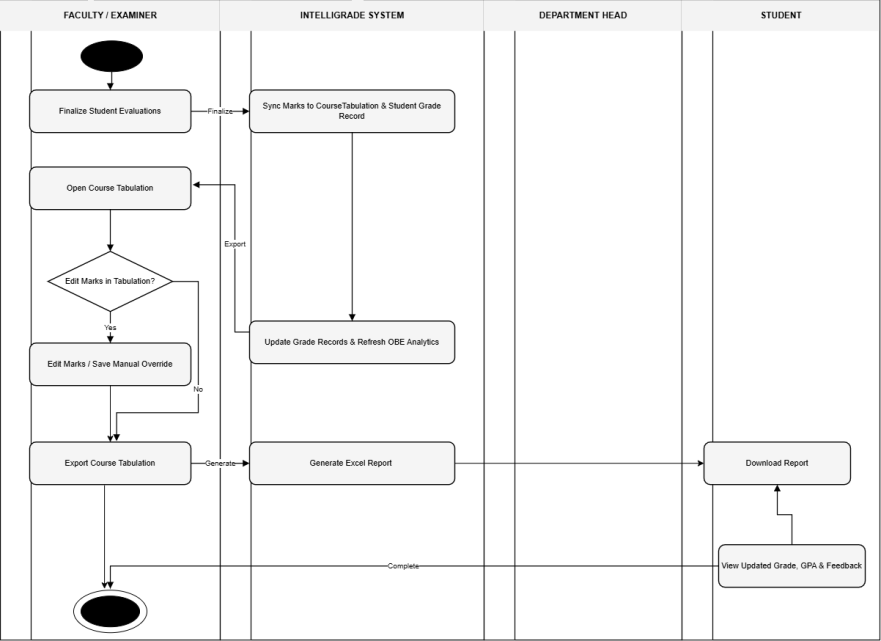 FACULTY / EXAMINER
INTELLIGRADE SYSTEM
DEPARTMENT HEAD
STUDENT
Finalize Student Evaluations
Finalize
Sync Marks to CourseTabulation & Student Grade
Record
Open Course Tabulation
Export
Edit Marks in Tabulation?
Yes
Update Grade Records & Refresh OBE Analytics
Edit Marks / Save Manual Override
No
Export Course Tabulation
Generate
Generate Excel Report
Download Report
View Updated Grade, GPA & Feedback
Complete